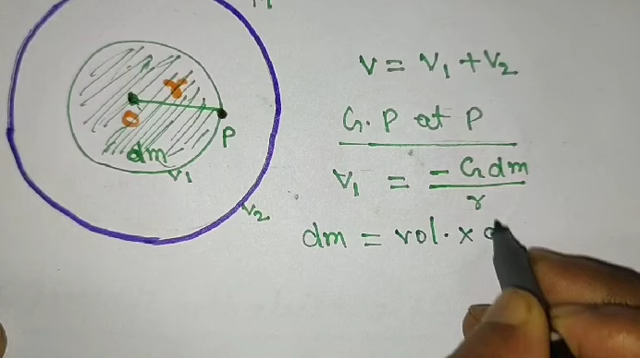 V = V₁ + V₂
G.P at P
V₁ = -Gdm/r
dm = vol. x
r
O
P
dm
V₁
V₂